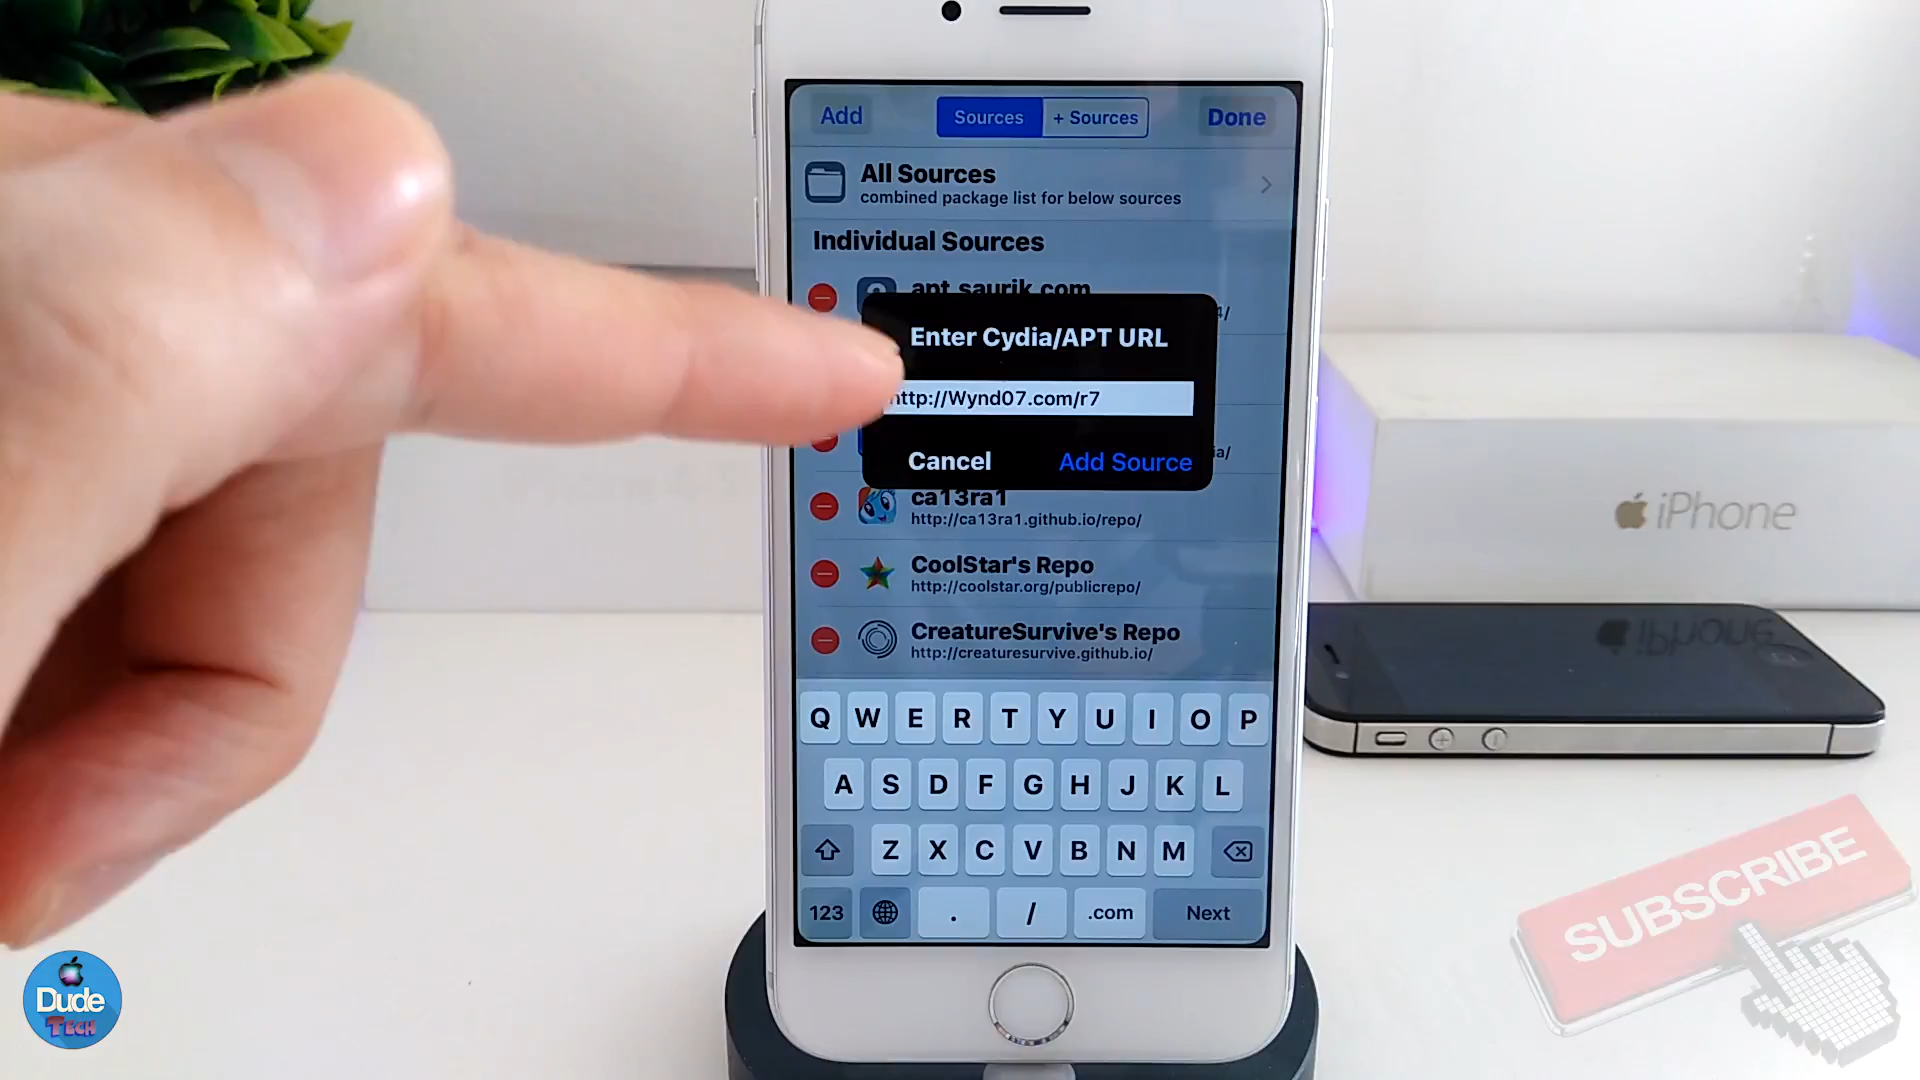 Add
Sources
+ Sources
Done
All Sources
combined package list for below sources
Individual Sources
apt.saurik.com
Enter Cydia/APT URL
http://Wynd07.com/r7
Cancel
Add Source
ca13ra1
http://ca13ra1.github.io/repo/
CoolStar's Repo
http://coolstar.org/publicrepo/
CreatureSurvive's Repo
http://creaturesurvive.github.io/
Q W E R T Y U I O P
A S D F G H J K L
Z X C V B N M
123 . / .com Next
iPhone
iPhone
SUBSCRIBE
Dude
TECH